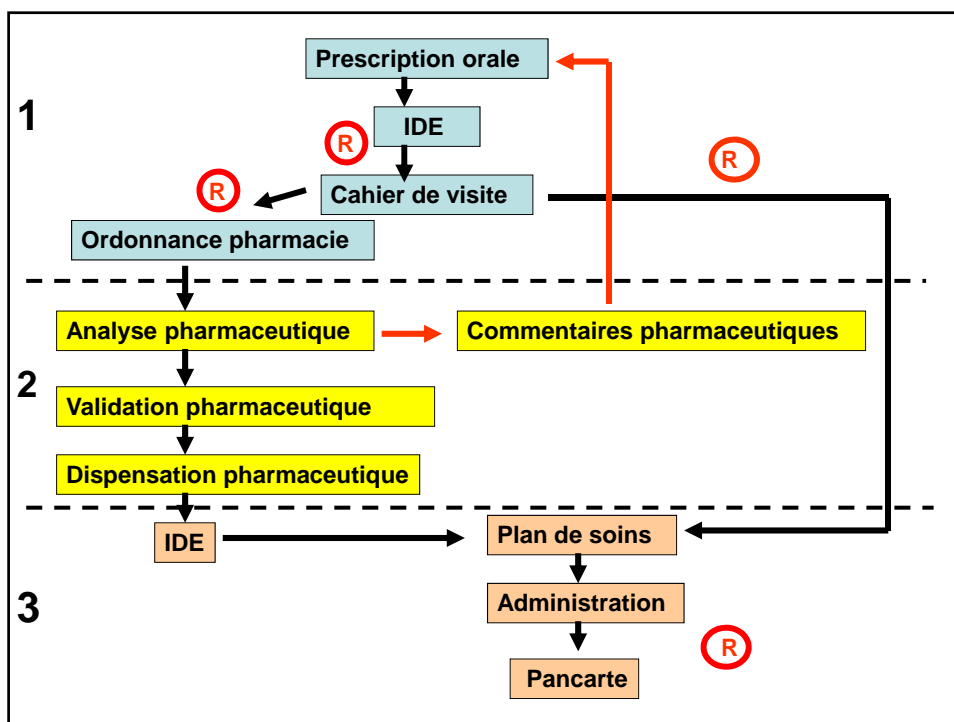 Prescription orale
1
IDE
R
R
R
Cahier de visite
Ordonnance pharmacie
Analyse pharmaceutique
Commentaires pharmaceutiques
2
Validation pharmaceutique
Dispensation pharmaceutique
IDE
Plan de soins
3
Administration
R
Pancarte